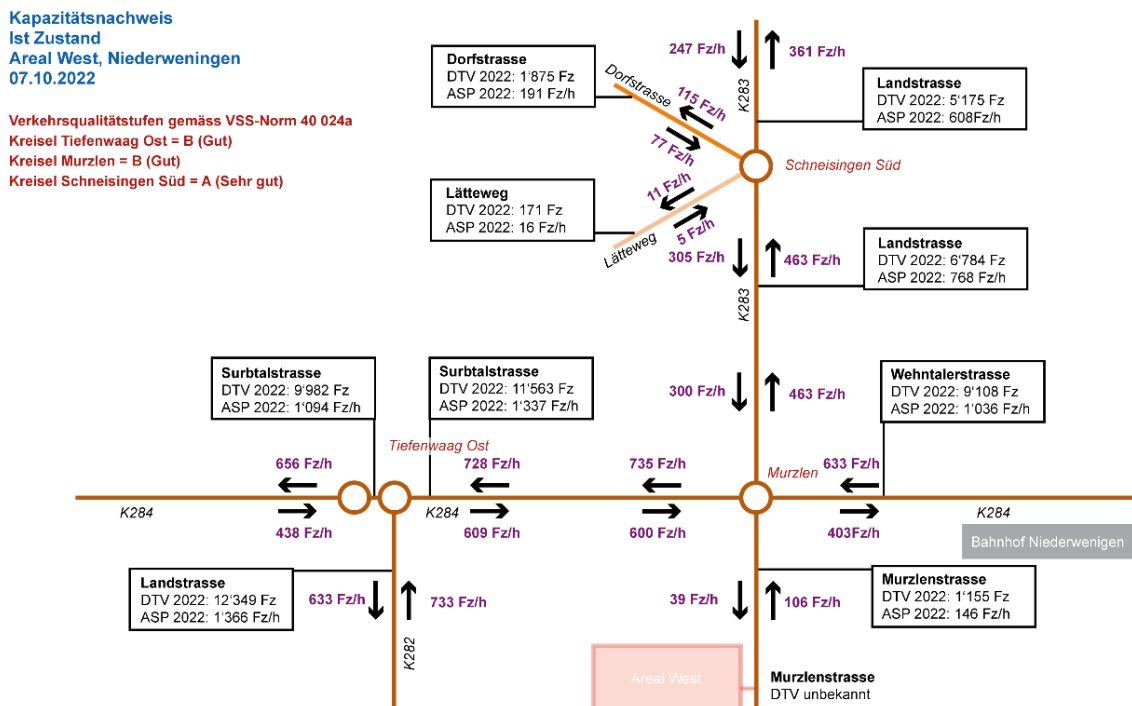 Kapazitätsnachweis
Ist Zustand
Areal West, Niederweningen
07.10.2022
Verkehrsqualitätstufen gemäss VSS-Norm 40 024a
Kreisel Tiefenwaag Ost = B (Gut)
Kreisel Murzlen = B (Gut)
Kreisel Schneisingen Süd = A (Sehr gut)
Dorfstrasse
DTV 2022: 1'875 Fz
ASP 2022: 191 Fz/h
247 Fz/h
361 Fz/h
K283
Landstrasse
DTV 2022: 5'175 Fz
ASP 2022: 608Fz/h
Dorfstrasse
115 Fz/h
77 Fz/h
Schneisingen Süd
Lätteweg
DTV 2022: 171 Fz
ASP 2022: 16 Fz/h
11 Fz/h
5 Fz/h
Lätteweg
305 Fz/h
463 Fz/h
K283
Landstrasse
DTV 2022: 6'784 Fz
ASP 2022: 768 Fz/h
Surbtalstrasse
DTV 2022: 9'982 Fz
ASP 2022: 1'094 Fz/h
Surbtalstrasse
DTV 2022: 11'563 Fz
ASP 2022: 1'337 Fz/h
300 Fz/h
463 Fz/h
Wehntalerstrasse
DTV 2022: 9'108 Fz
ASP 2022: 1'036 Fz/h
Tiefenwaag Ost
Murzlen
656 Fz/h
728 Fz/h
735 Fz/h
633 Fz/h
K284
K284
K284
438 Fz/h
609 Fz/h
600 Fz/h
403Fz/h
Bahnhof Niederwenigen
Landstrasse
DTV 2022: 12'349 Fz
ASP 2022: 1'366 Fz/h
633 Fz/h
733 Fz/h
K282
39 Fz/h
106 Fz/h
Murzlenstrasse
DTV 2022: 1'155 Fz
ASP 2022: 146 Fz/h
Areal West
Murzlenstrasse
DTV unbekannt